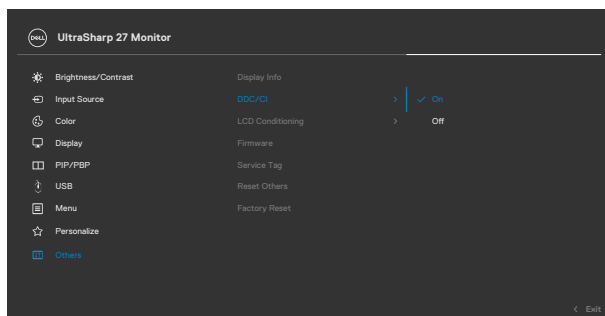 DELL UltraSharp 27 Monitor
Brightness/Contrast Display Info
Input Source DDC/CI > ✓ On
Color LCD Conditioning > Off
Display Firmware
PIP/PBP Service Tag
USB Reset Others
Menu Factory Reset
Personalize
Others
< Exit